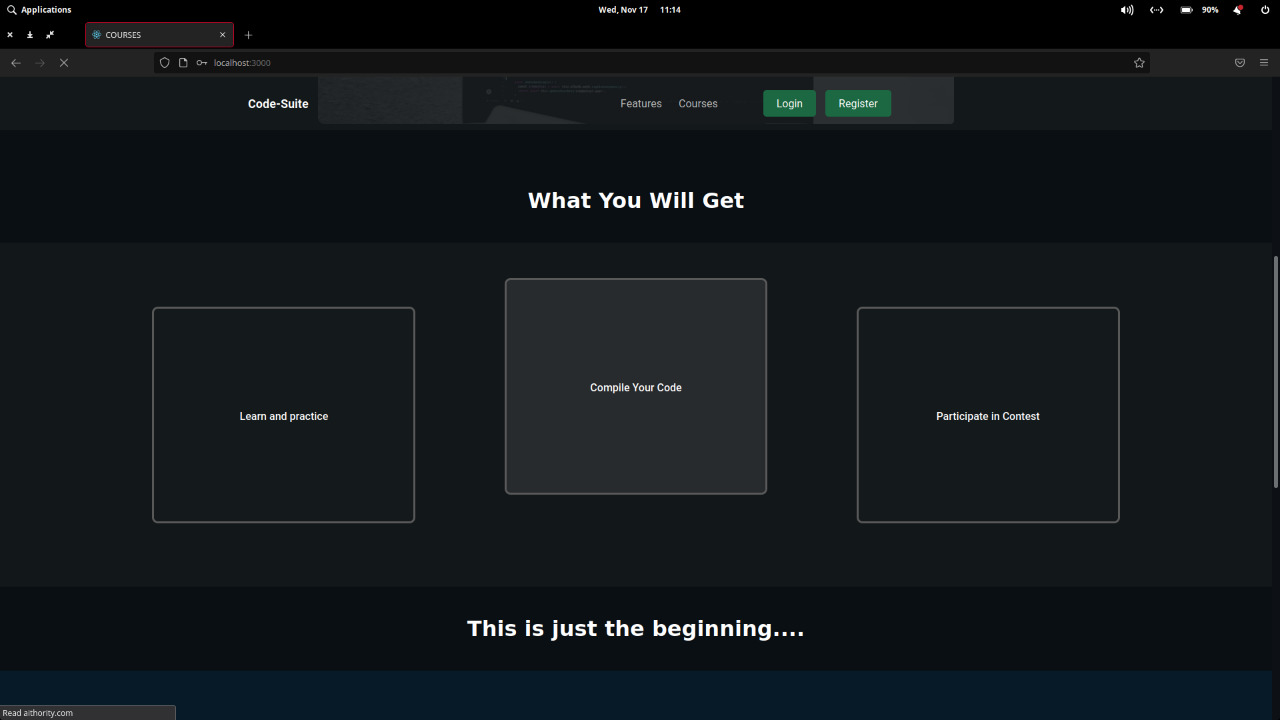 Applications
Wed, Nov 17 11:14
90%
COURSES
localhost:3000
Code-Suite
Features
Courses
Login
Register
What You Will Get
Learn and practice
Compile Your Code
Participate in Contest
This is just the beginning....
Read aithority.com